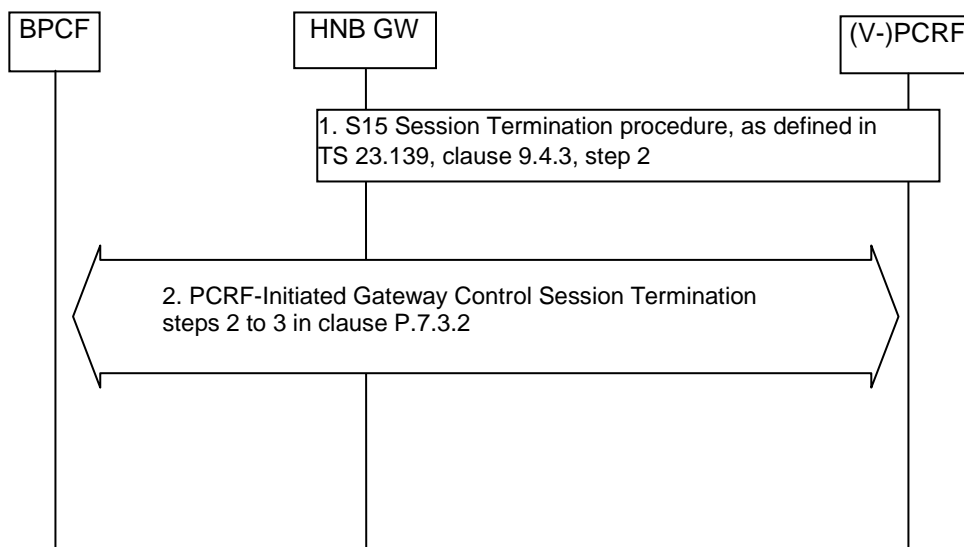 BPCF
HNB GW
(V-)PCRF
1. S15 Session Termination procedure, as defined in
TS 23.139, clause 9.4.3, step 2
2. PCRF-Initiated Gateway Control Session Termination
steps 2 to 3 in clause P.7.3.2